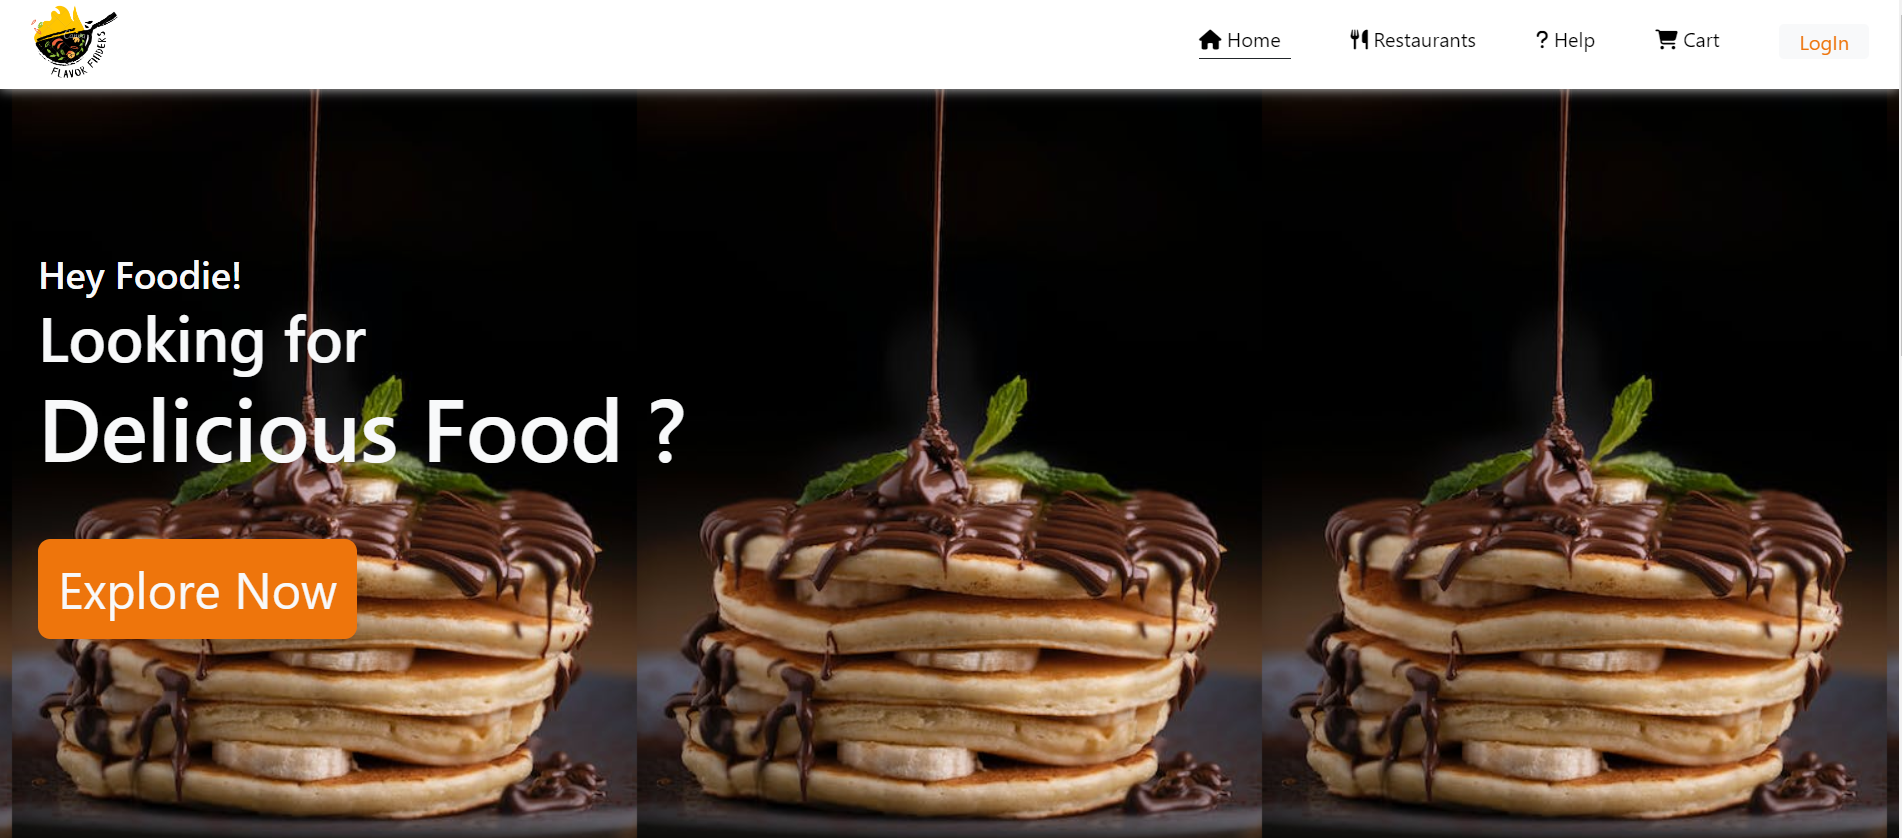 FLAVOR FINDERS
Home
Restaurants
? Help
Cart
LogIn
Hey Foodie!
Looking for
Delicious Food ?
Explore Now